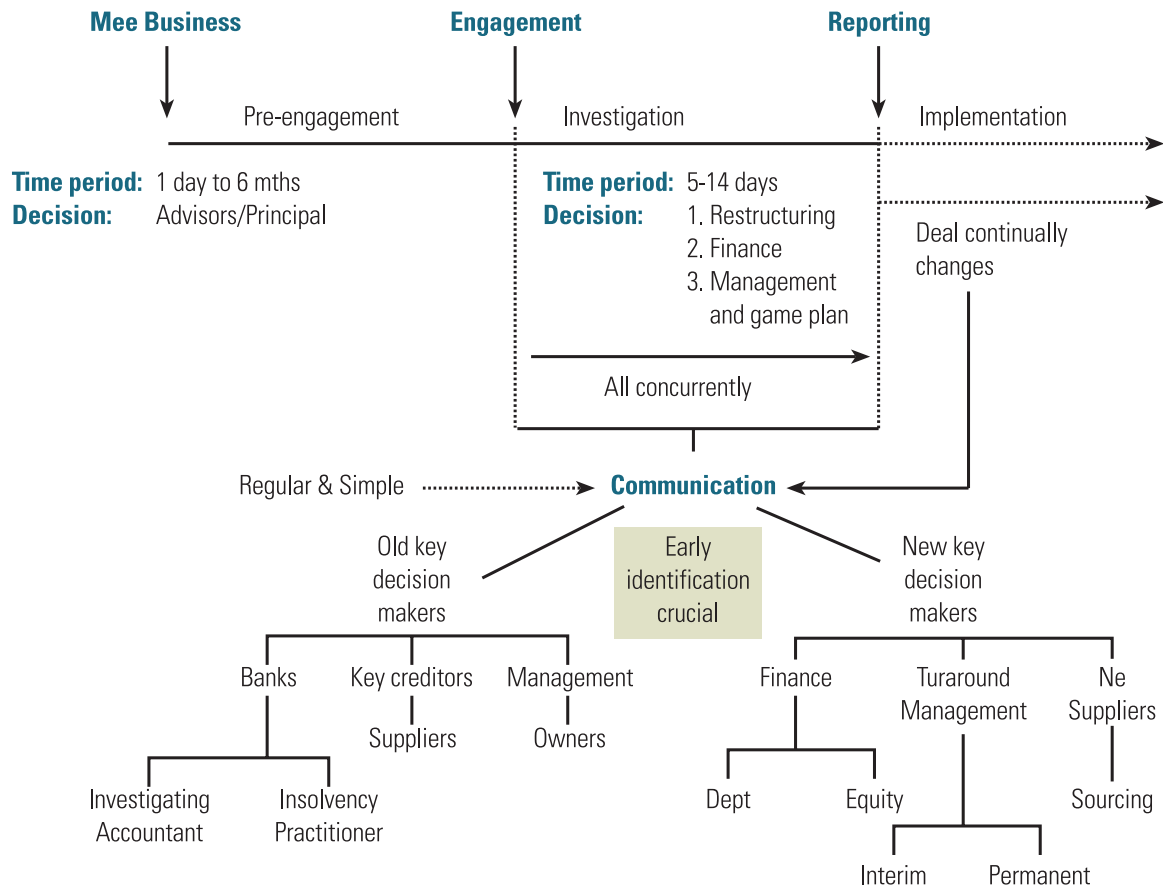 Mee Business
Engagement
Reporting
Pre-engagement
Investigation
Implementation
Time period: 1 day to 6 mths
Decision: Advisors/Principal
Time period: 5-14 days
Decision: 1. Restructuring
2. Finance
3. Management
and game plan
Deal continually
changes
All concurrently
Regular & Simple
Communication
Old key
decision
makers
Early
identification
crucial
New key
decision
makers
Banks
Key creditors
Management
Suppliers
Owners
Investigating
Accountant
Insolvency
Practitioner
Finance
Turaround
Management
Ne
Suppliers
Dept
Equity
Sourcing
Interim
Permanent